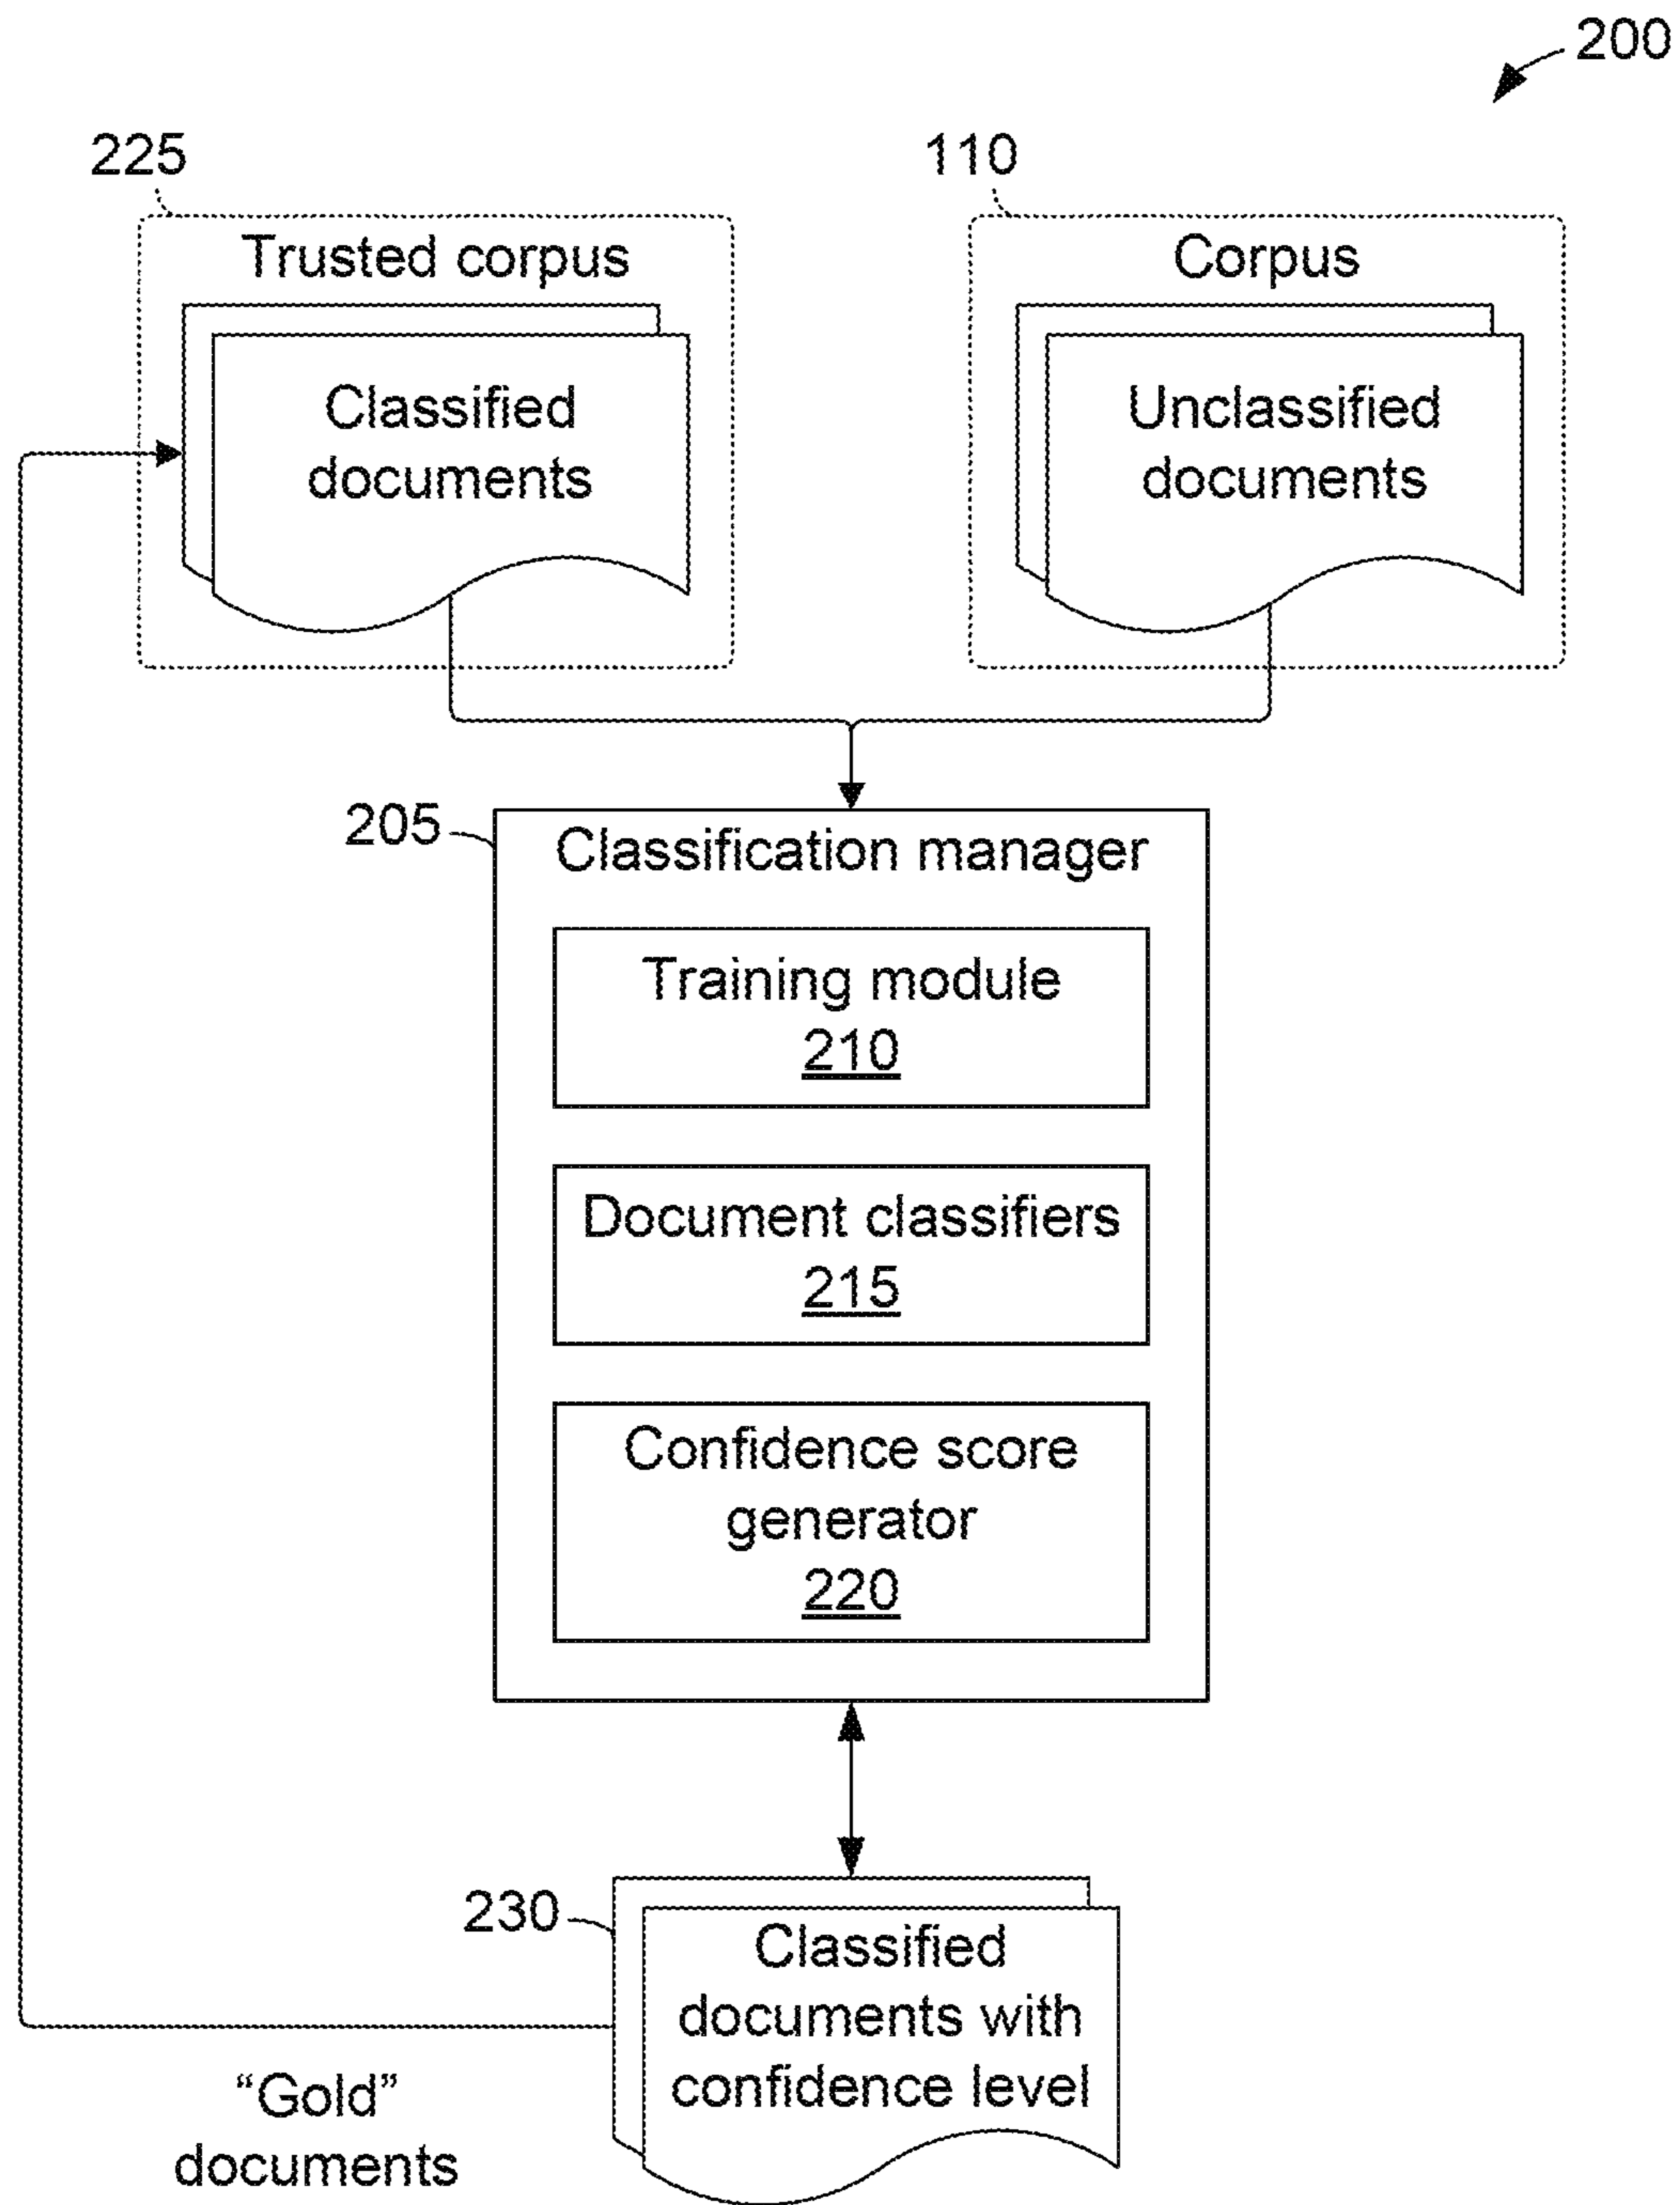 200
225
110
Trusted corpus
Corpus
Classified
documents
Unclassified
documents
205
Classification manager
Training module
210
Document classifiers
215
Confidence score
generator
220
230
Classified
documents with
confidence level
“Gold”
documents